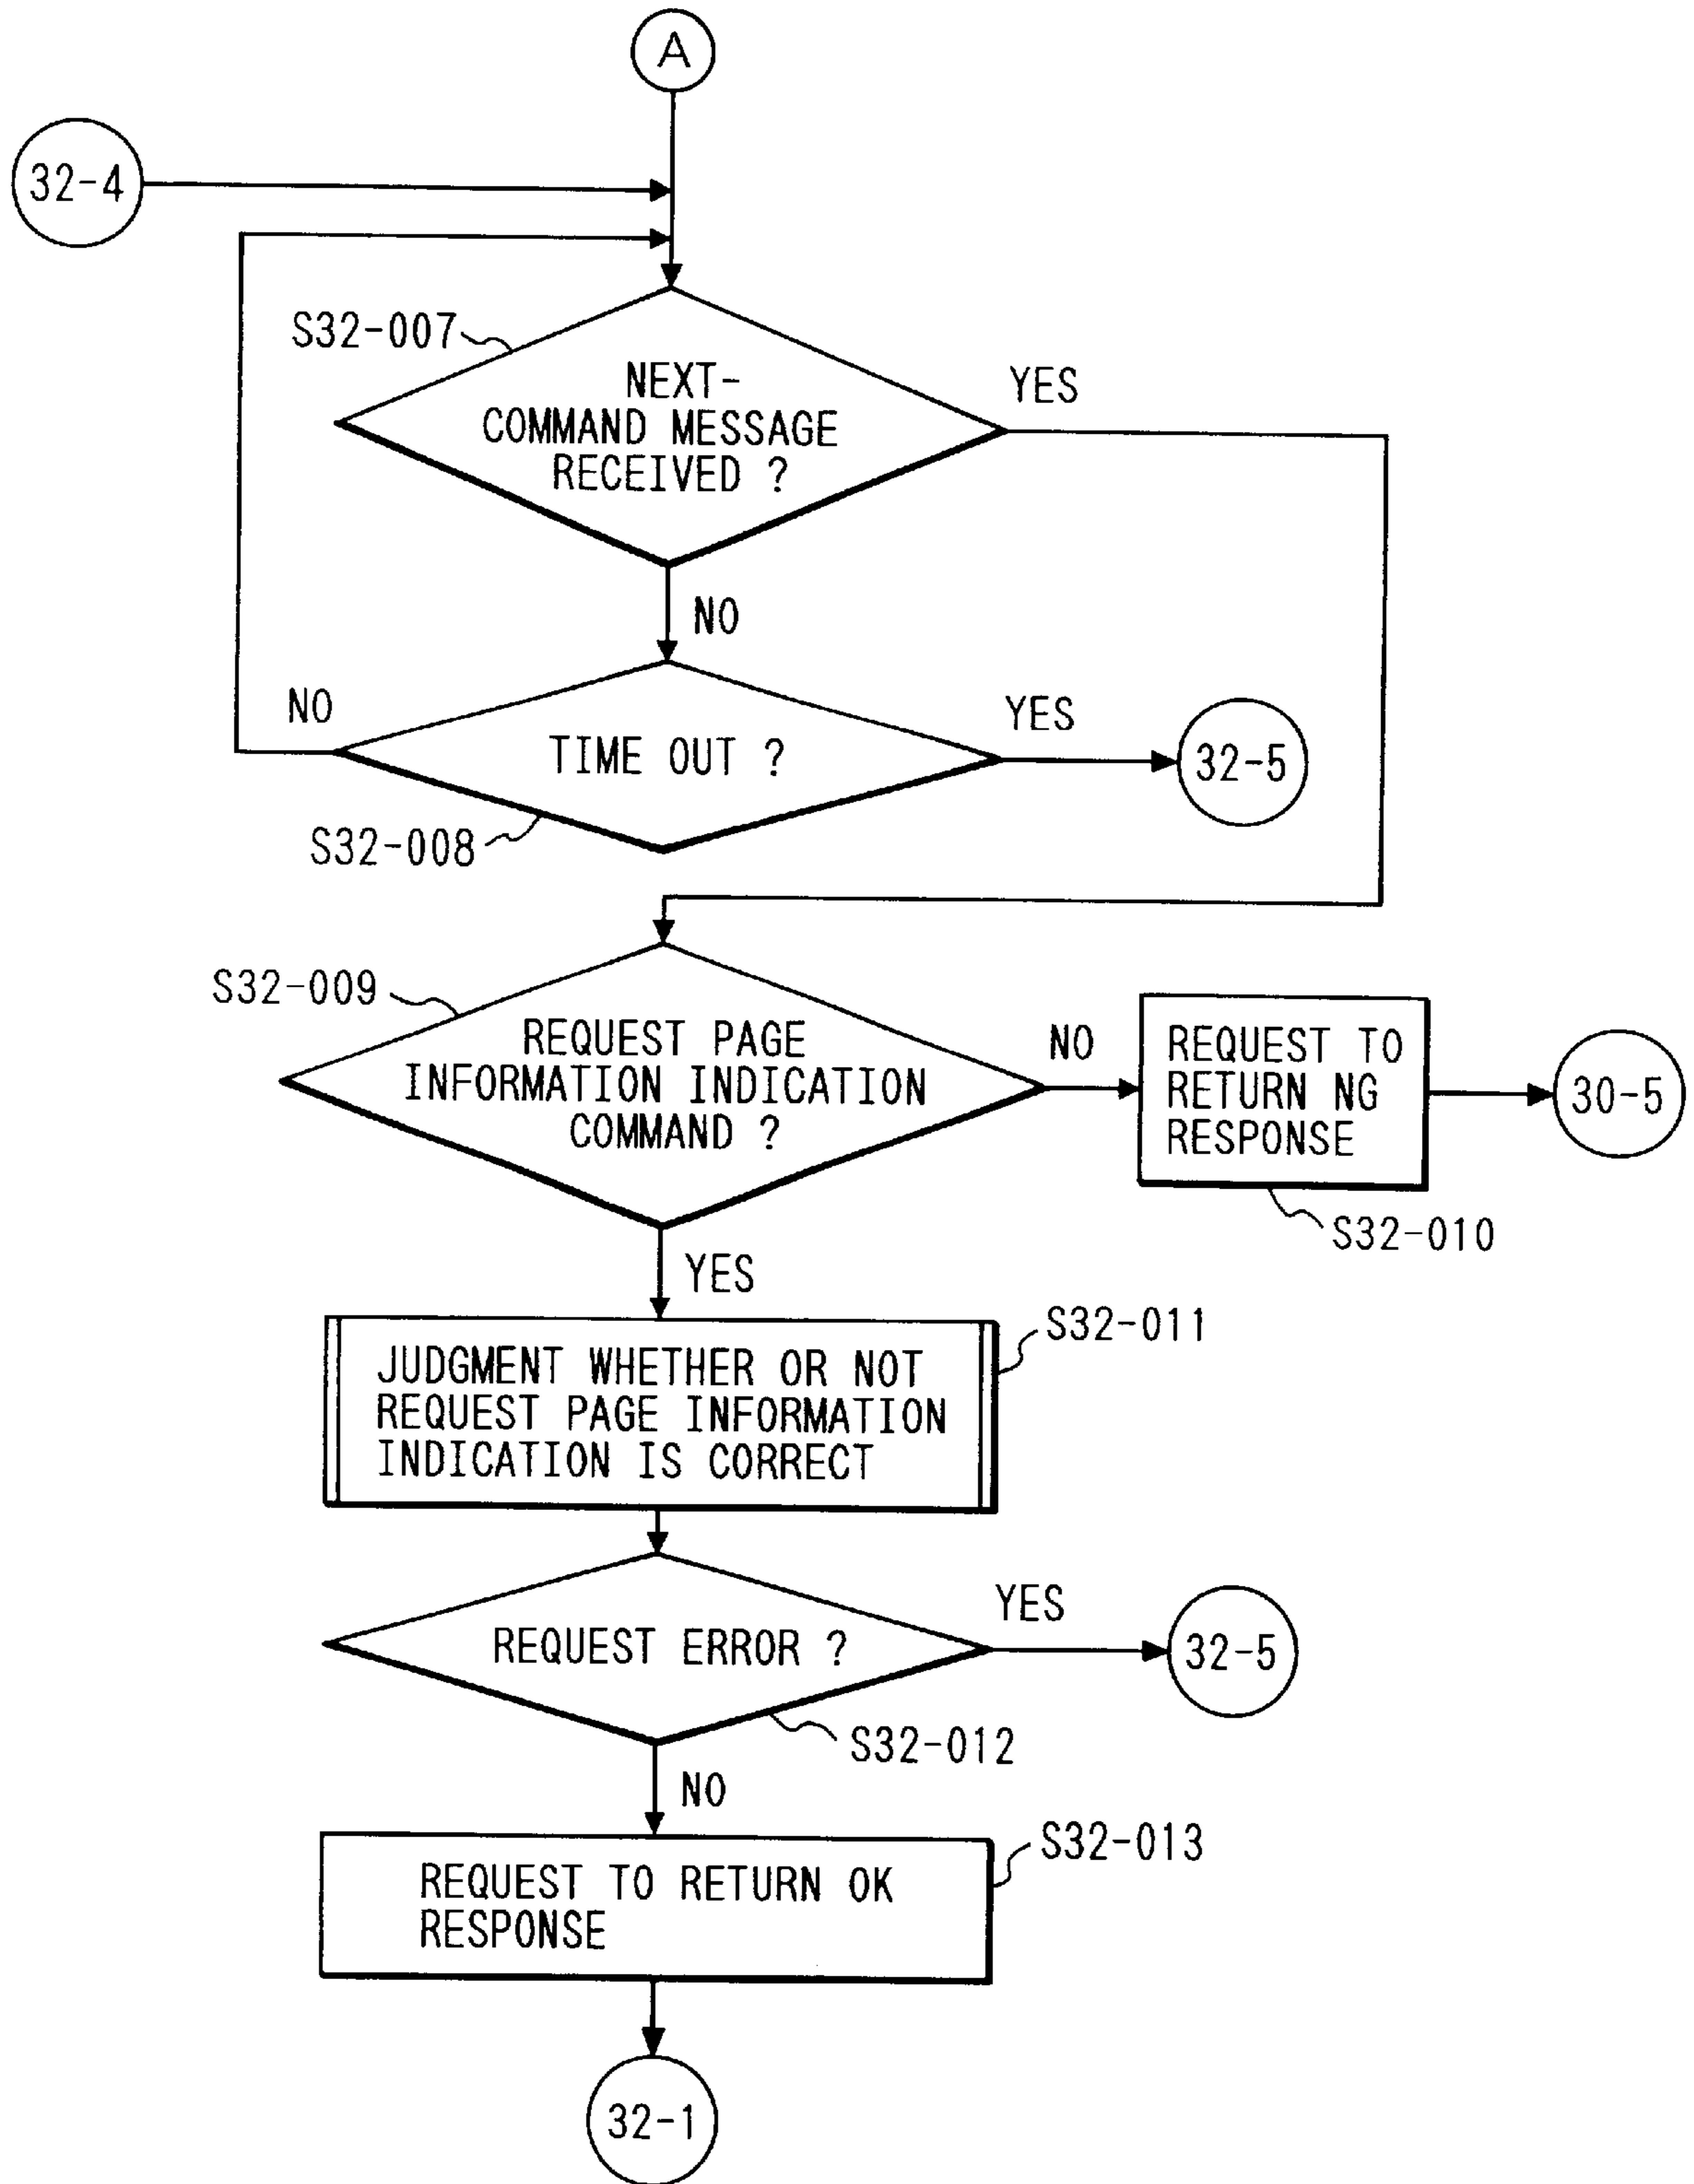 A
32-4
S32-007
NEXT-
COMMAND MESSAGE
RECEIVED ?
YES
NO
NO
TIME OUT ?
YES
32-5
S32-008
S32-009
REQUEST PAGE
INFORMATION INDICATION
COMMAND ?
NO
REQUEST TO
RETURN NG
RESPONSE
30-5
S32-010
YES
S32-011
JUDGMENT WHETHER OR NOT
REQUEST PAGE INFORMATION
INDICATION IS CORRECT
YES
REQUEST ERROR ?
32-5
S32-012
NO
S32-013
REQUEST TO RETURN OK
RESPONSE
32-1